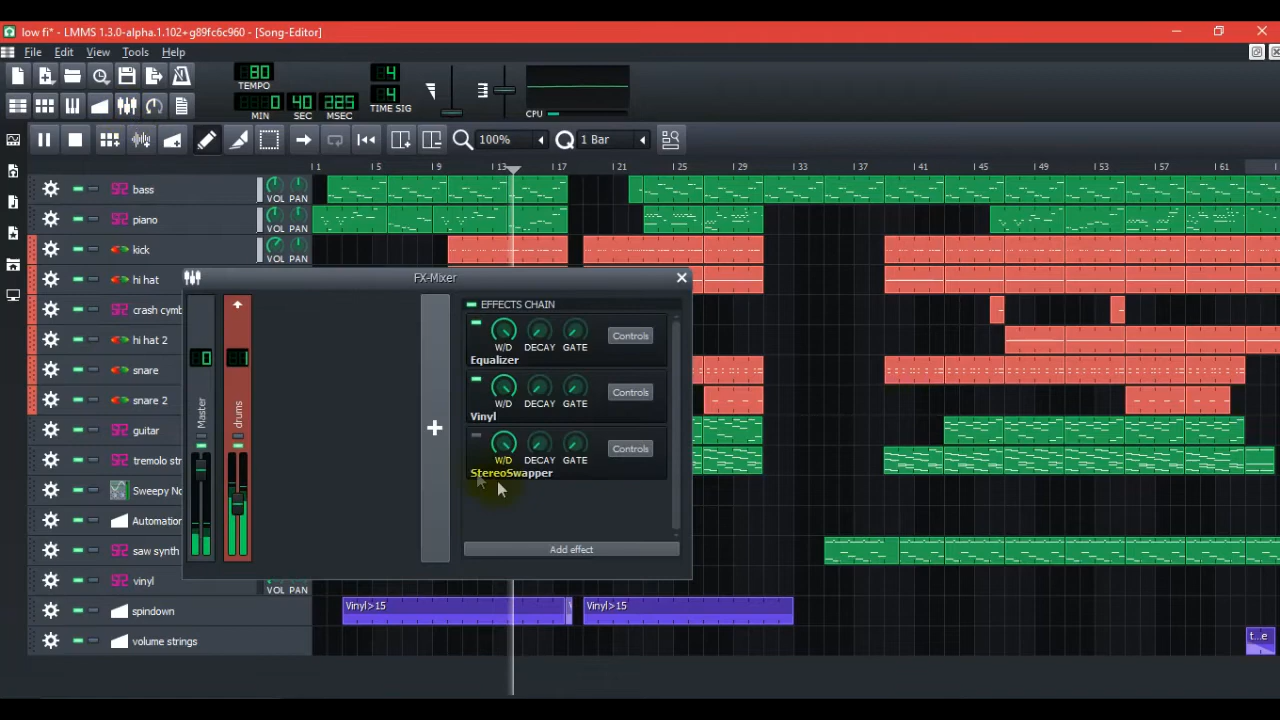 low fi* - LMMS 1.3.0-alpha.1.102+g89fc6c960 - [Song-Editor]
File Edit View Tools Help
80
TEMPO
0 40 225
MIN SEC MSEC
4
4
TIME SIG
CPU
100%
Q 1 Bar
1 5 9 13 17 21 25 29 33 37 41 45 49 53 57 61
bass VOL PAN
piano VOL PAN
kick VOL PAN
hi hat
crash cymb
hi hat 2
snare
snare 2
guitar
tremolo str
Sweepy No
Automation
saw synth
vinyl VOL PAN
spindown
volume strings
FX-Mixer
0 1
Master
drums
EFFECTS CHAIN
W/D DECAY GATE Controls
Equalizer
W/D DECAY GATE Controls
Vinyl
W/D DECAY GATE Controls
StereoSwapper
Add effect
Vinyl>15 Vinyl>15
t...e